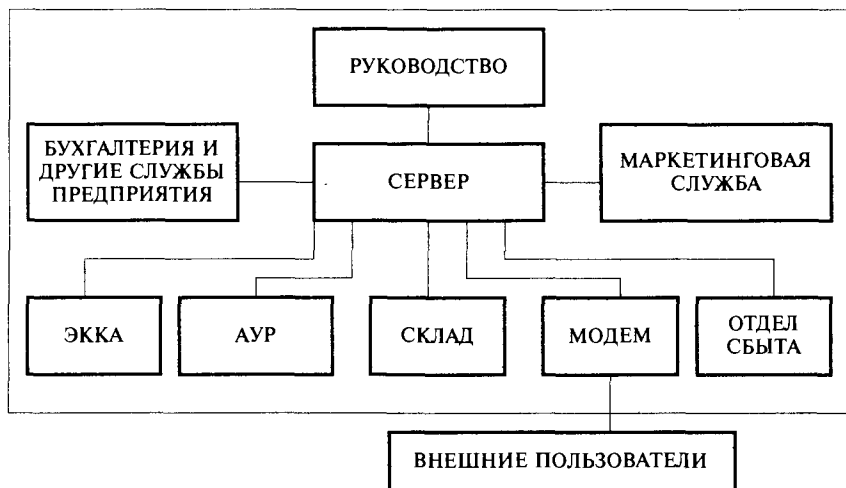 РУКОВОДСТВО
БУХГАЛТЕРИЯ И
ДРУГИЕ СЛУЖБЫ
ПРЕДПРИЯТИЯ
СЕРВЕР
МАРКЕТИНГОВАЯ
СЛУЖБА
ЭККА
АУР
СКЛАД
МОДЕМ
ОТДЕЛ
СБЫТА
ВНЕШНИЕ ПОЛЬЗОВАТЕЛИ